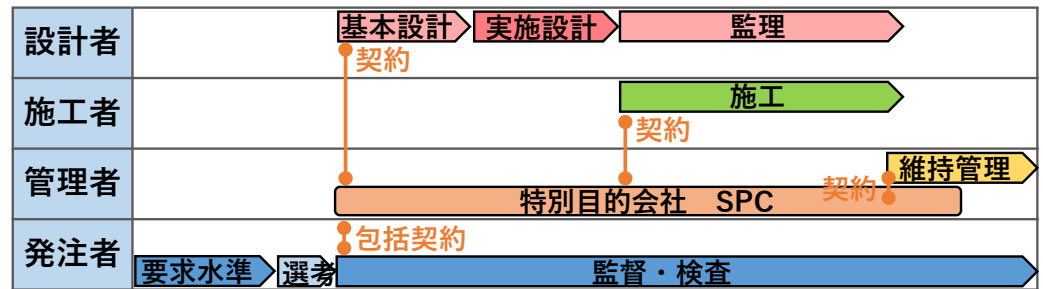 設計者
基本設計
実施設計
監理
契約
施工者
施工
契約
管理者
維持管理
契約
特別目的会社　SPC
発注者
包括契約
要求水準
選考
監督・検査